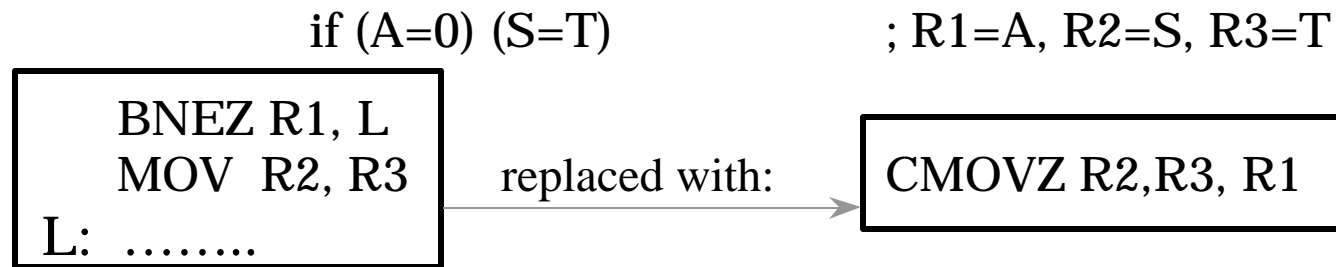 if (A=0) (S=T) ; R1=A, R2=S, R3=T
BNEZ R1, L
MOV R2, R3
L: ……..
replaced with:
CMOVZ R2,R3, R1